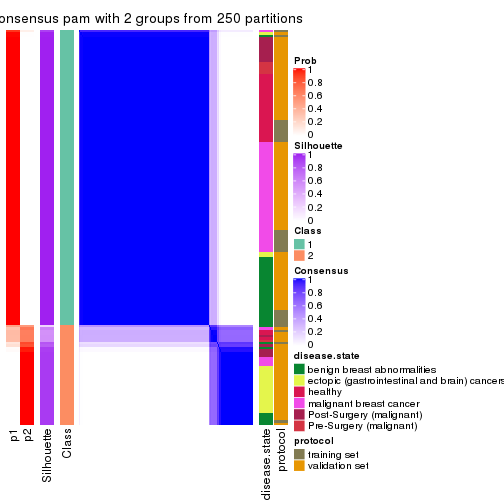 onsensus pam with 2 groups from 250 partitions
Prob
1
0.8
0.6
0.4
0.2
0
Silhouette
1
0.8
0.6
0.4
0.2
0
Class
1
2
Consensus
1
0.8
0.6
0.4
0.2
0
disease.state
benign breast abnormalities
ectopic (gastrointestinal and brain) cancers
healthy
malignant breast cancer
Post-Surgery (malignant)
Pre-Surgery (malignant)
protocol
training set
validation set
p1
p2
Silhouette
Class
disease.state
protocol